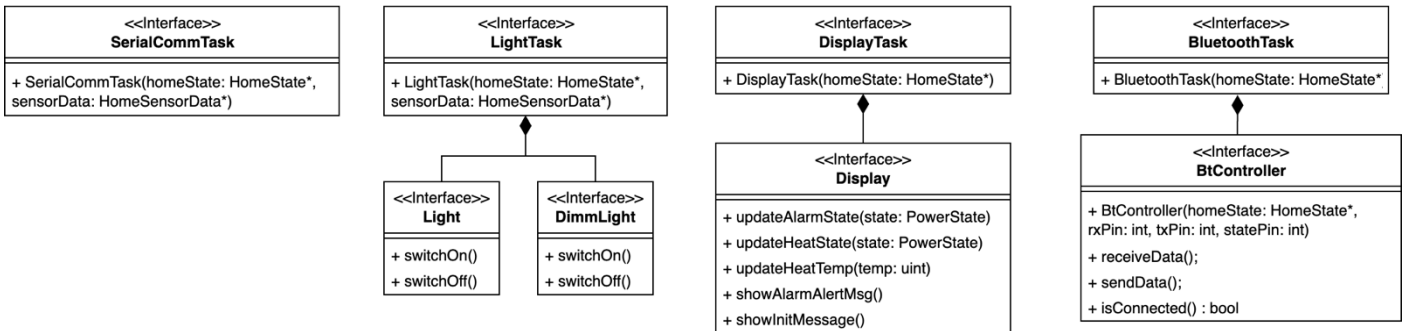 <<Interface>>
SerialCommTask
+ SerialCommTask(homeState: HomeState*,
sensorData: HomeSensorData*)
<<Interface>>
LightTask
+ LightTask(homeState: HomeState*,
sensorData: HomeSensorData*)
<<Interface>>
Light
+ switchOn()
+ switchOff()
<<Interface>>
DimmLight
+ switchOn()
+ switchOff()
<<Interface>>
DisplayTask
+ DisplayTask(homeState: HomeState*)
<<Interface>>
Display
+ updateAlarmState(state: PowerState)
+ updateHeatState(state: PowerState)
+ updateHeatTemp(temp: uint)
+ showAlarmAlertMsg()
+ showInitMessage()
<<Interface>>
BluetoothTask
+ BluetoothTask(homeState: HomeState*
<<Interface>>
BtController
+ BtController(homeState: HomeState*,
rxPin: int, txPin: int, statePin: int)
+ receiveData();
+ sendData();
+ isConnected() : bool